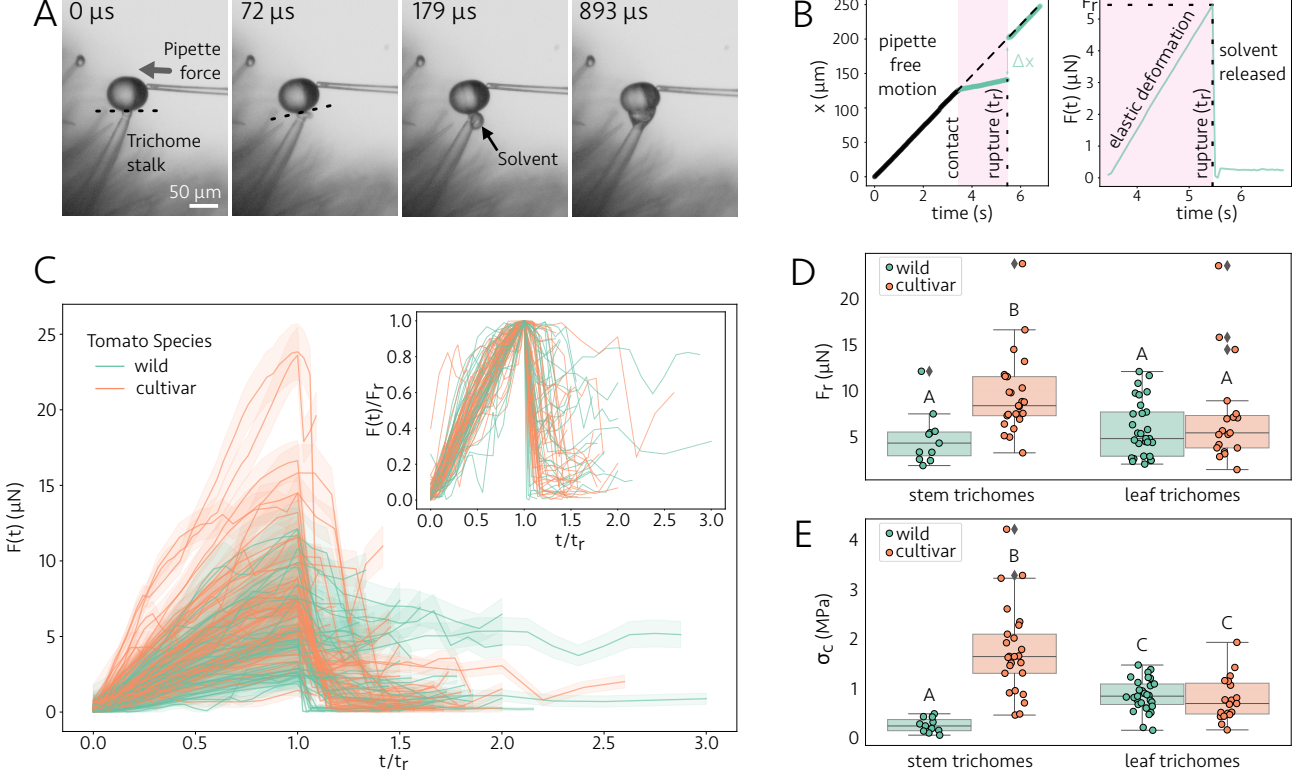 A
0 µs
72 µs
179 µs
893 µs
Pipette
force
Trichome
stalk
50 µm
Solvent
B
x (µm)
250
200
150
100
50
0
pipette
free
motion
Δx
contact
rupture (tr)
0
2
4
6
time (s)
F(t) (µN)
Fr
5
4
3
2
1
0
elastic deformation
rupture (tr)
solvent
released
4
5
6
time (s)
C
F(t) (µN)
25
20
15
10
5
0
Tomato Species
wild
cultivar
0.0
0.5
1.0
1.5
2.0
2.5
3.0
t/tr
F(t)/Fr
1.0
0.8
0.6
0.4
0.2
0.0
0.0
0.5
1.0
1.5
2.0
2.5
3.0
t/tr
D
Fr (µN)
20
15
10
5
wild
cultivar
A
B
A
A
stem trichomes
leaf trichomes
E
σc (MPa)
4
3
2
1
0
wild
cultivar
A
B
C
C
stem trichomes
leaf trichomes